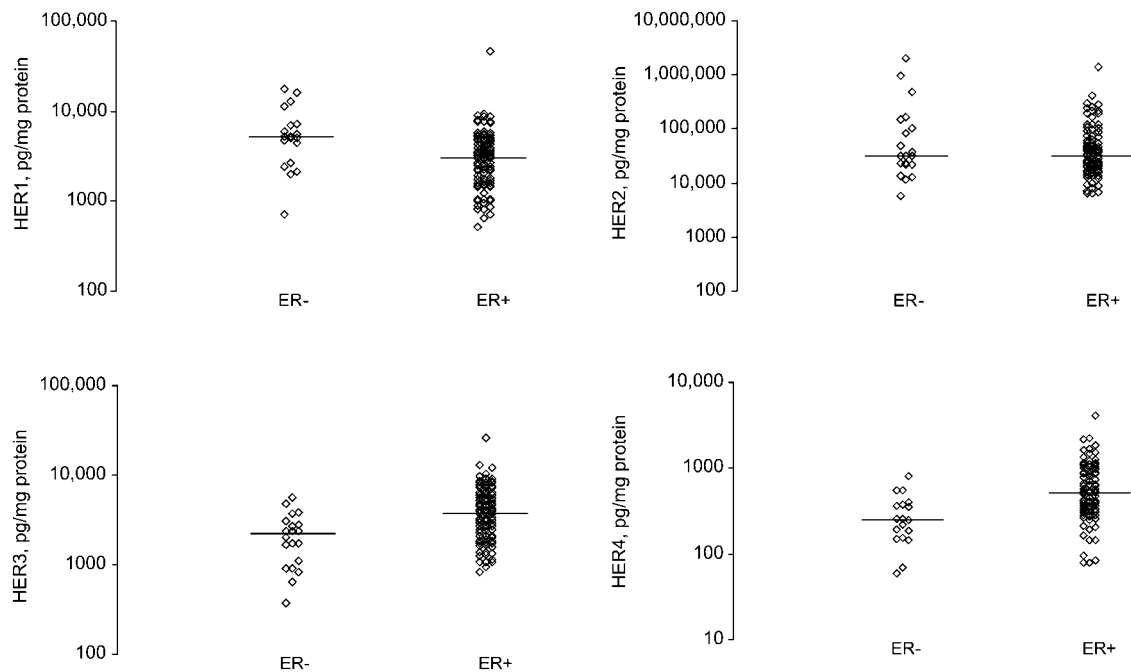 100,000
10,000
1000
100
HER1, pg/mg protein
ER-
ER+
10,000,000
1,000,000
100,000
10,000
1000
100
HER2, pg/mg protein
ER-
ER+
100,000
10,000
1000
100
HER3, pg/mg protein
ER-
ER+
10,000
1000
100
10
HER4, pg/mg protein
ER-
ER+